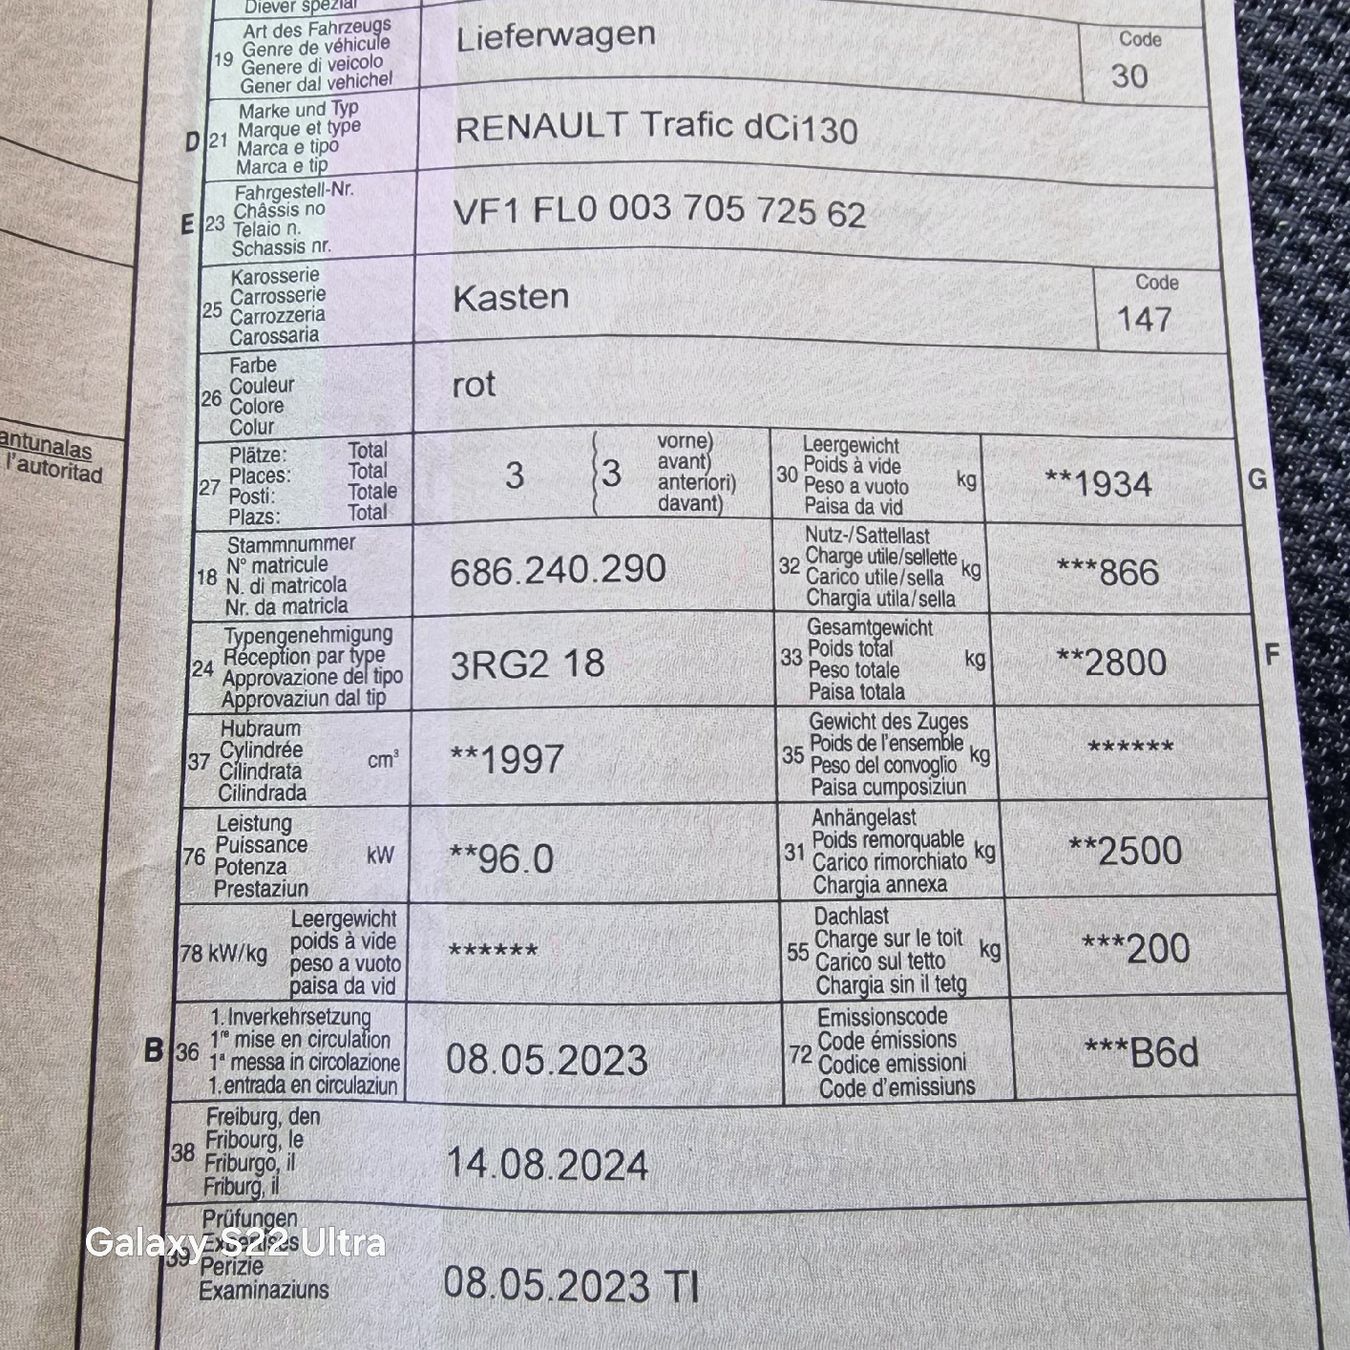 Diever spezial
19 Art des Fahrzeugs
Genre de véhicule
Genere di veicolo
Gener dal vehichel
Lieferwagen
Code
30
D 21 Marke und Typ
Marque et type
Marca e tipo
Marca e tip
RENAULT Trafic dCi130
E 23 Fahrgestell-Nr.
Châssis no
Telaio n.
Schassis nr.
VF1 FL0 003 705 725 62
25 Karosserie
Carrosserie
Carrozzeria
Carossaria
Kasten
Code
147
26 Farbe
Couleur
Colore
Colur
rot
antunalas
l'autoritad
27 Plätze: Total
Places: Total
Posti: Totale
Plazs: Total
3 (3 vorne)
avant)
anteriori)
davant)
30 Leergewicht
Poids à vide
Peso a vuoto
Paisa da vid
kg
**1934
G
18 Stammnummer
N° matricule
N. di matricola
Nr. da matricla
686.240.290
32 Nutz-/Sattellast
Charge utile/sellette
Carico utile/sella
Chargia utila/sella
kg
***866
24 Typengenehmigung
Réception par type
Approvazione del tipo
Approvaziun dal tip
3RG2 18
33 Gesamtgewicht
Poids total
Peso totale
Paisa totala
kg
**2800
F
37 Hubraum
Cylindrée
Cilindrata
Cilindrada
cm³
**1997
35 Gewicht des Zuges
Poids de l'ensemble
Peso del convoglio
Paisa cumposiziun
kg
******
76 Leistung
Puissance
Potenza
Prestaziun
kW
**96.0
31 Anhängelast
Poids remorquable
Carico rimorchiato
Chargia annexa
kg
**2500
78 kW/kg Leergewicht
poids à vide
peso a vuoto
paisa da vid
******
55 Dachlast
Charge sur le toit
Carico sul tetto
Chargia sin il tetg
kg
***200
B 36 1. Inverkehrsetzung
1re mise en circulation
1a messa in circolazione
1. entrada en circulaziun
08.05.2023
72 Emissionscode
Code émissions
Codice emissioni
Code d'emissiuns
***B6d
38 Freiburg, den
Fribourg, le
Friburgo, il
Friburg, il
14.08.2024
39 Prüfungen
Expertises
Perizie
Examinaziuns
08.05.2023 TI
Galaxy S22 Ultra